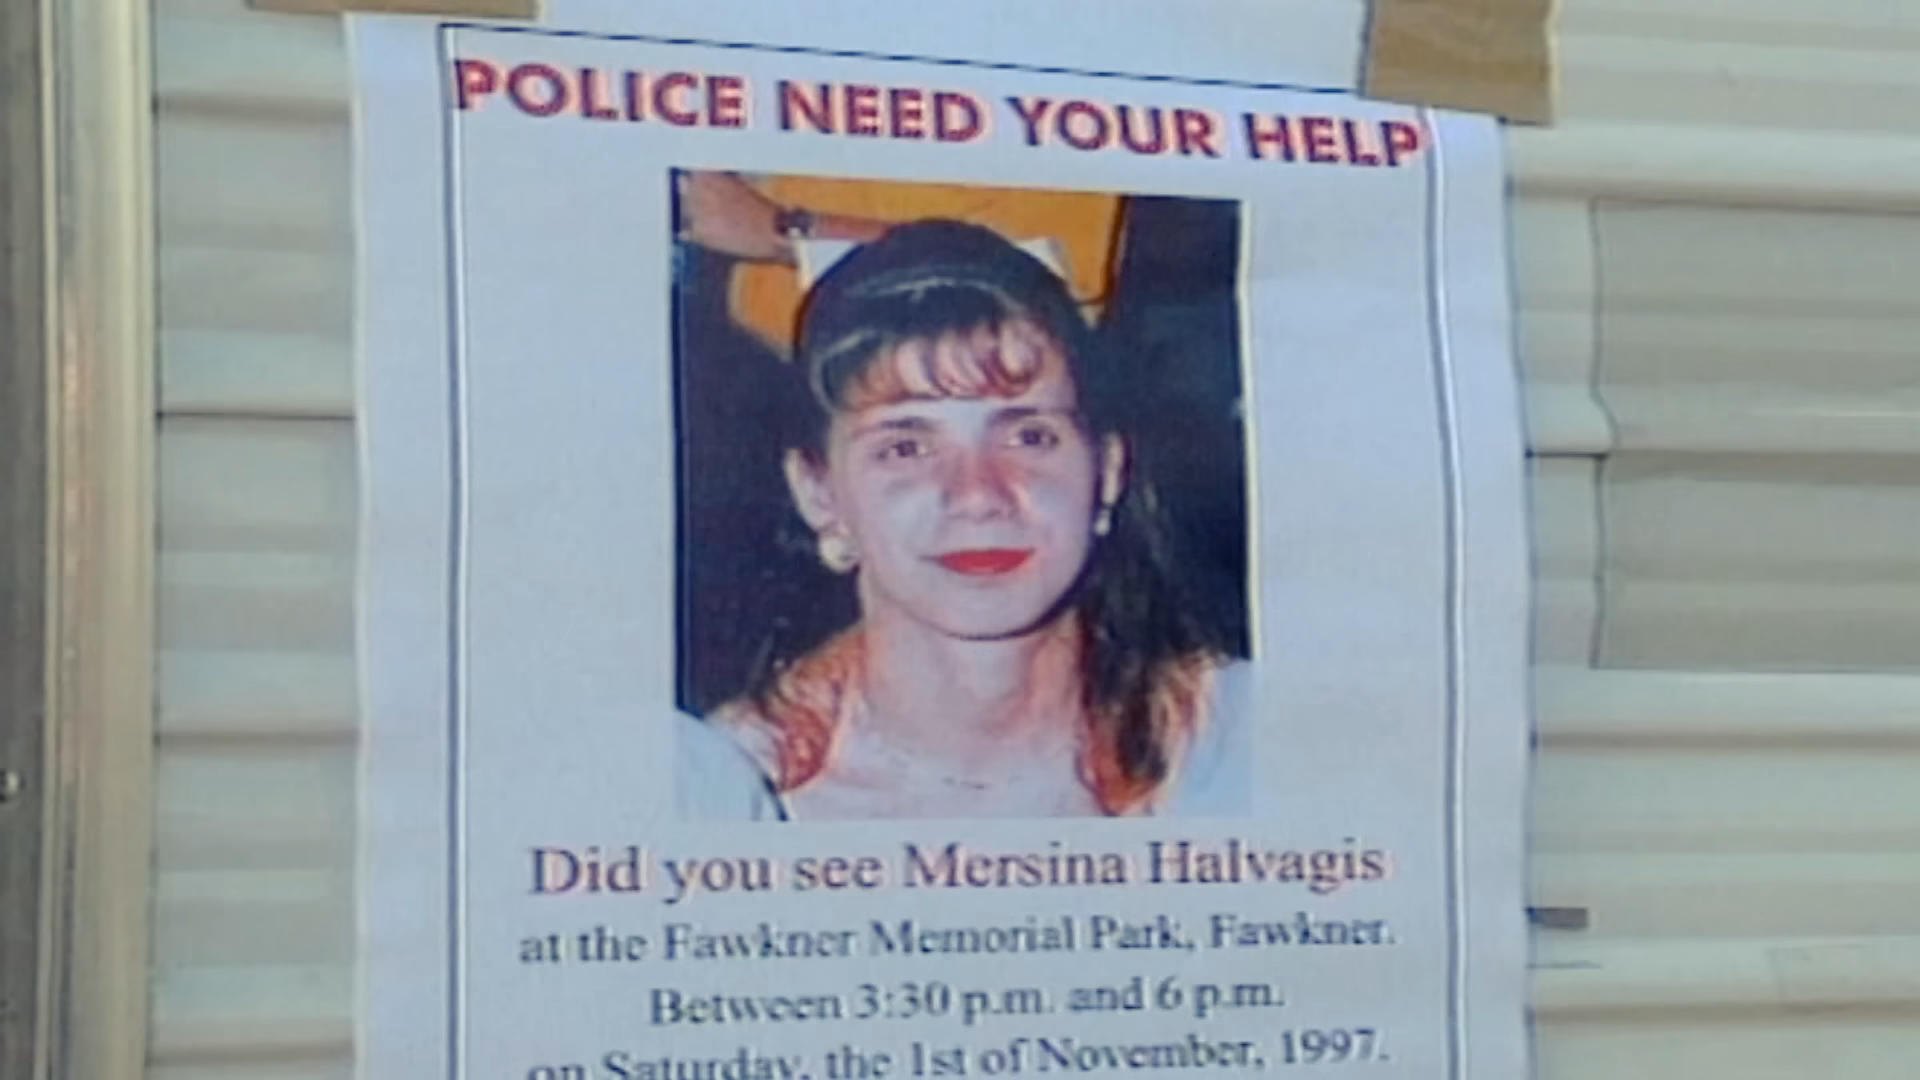 POLICE NEED YOUR HELP
Did you see Mersina Halvagis
at the Fawkner Memorial Park, Fawkner.
Between 3:30 p.m. and 6 p.m.
on Saturday, the 1st of November, 1997.